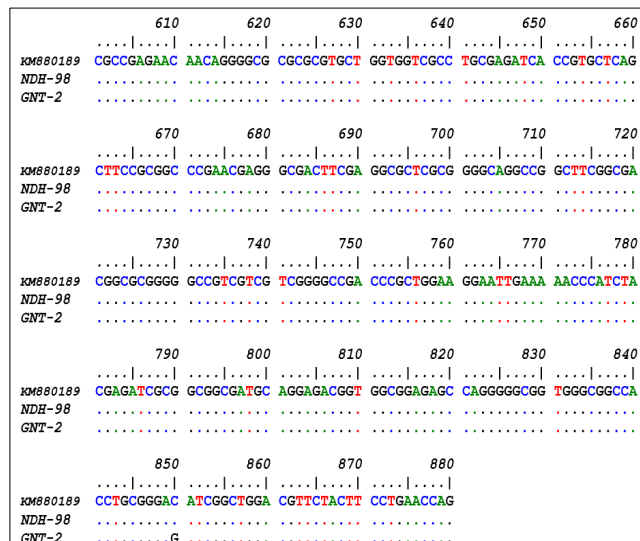 610 620 630 640 650 660
....|....| ....|....| ....|....| ....|....| ....|....| ....|....|
KM880189 CGCCGAGAAC AACAGGGGCG CGCGCGTGCT GGTGGTCGCC TGCGAGATCA CCGTGCTCAG
NDH-98 .......... .......... .......... .......... .......... ..........
GNT-2 .......... .......... .......... .......... .......... ..........
670 680 690 700 710 720
....|....| ....|....| ....|....| ....|....| ....|....| ....|....|
KM880189 CTTCCGCGGC CCGAACGAGG GCGACTTCGA GGCGCTCGCG GGGCAGGCCG GCTTCGGCGA
NDH-98 .......... .......... .......... .......... .......... ..........
GNT-2 .......... .......... .......... .......... .......... ..........
730 740 750 760 770 780
....|....| ....|....| ....|....| ....|....| ....|....| ....|....|
KM880189 CGGCGCGGGG GCCGTCGTCG TCGGGGCCGA CCCGCTGGAA GGAATTGAAA AACCCATCTA
NDH-98 .......... .......... .......... .......... .......... ..........
GNT-2 .......... .......... .......... .......... .......... ..........
790 800 810 820 830 840
....|....| ....|....| ....|....| ....|....| ....|....| ....|....|
KM880189 CGAGATCGCG GCGGCGATGC AGGAGACGGT GGCGGAGAGC CAGGGGGCGG TGGGCGGCCA
NDH-98 .......... .......... .......... .......... .......... ..........
GNT-2 .......... .......... .......... .......... .......... ..........
850 860 870 880
....|....| ....|....| ....|....| ....|....|
KM880189 CCTGCGGGAC ATCGGCTGGA CGTTCTACTT CCTGAACCAG
NDH-98 .......... .......... .......... ..........
GNT-2 .........G .......... .......... ..........